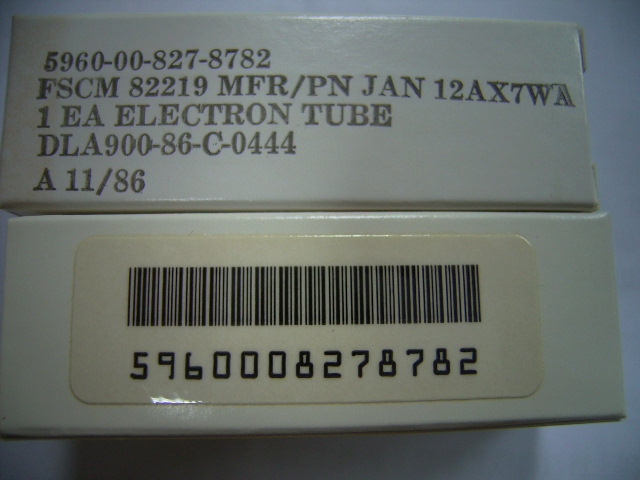 5960-00-827-8782
FSCM 82219 MFR/PN JAN 12AX7WA
1 EA ELECTRON TUBE
DLA900-86-C-0444
A 11/86
5960008278782